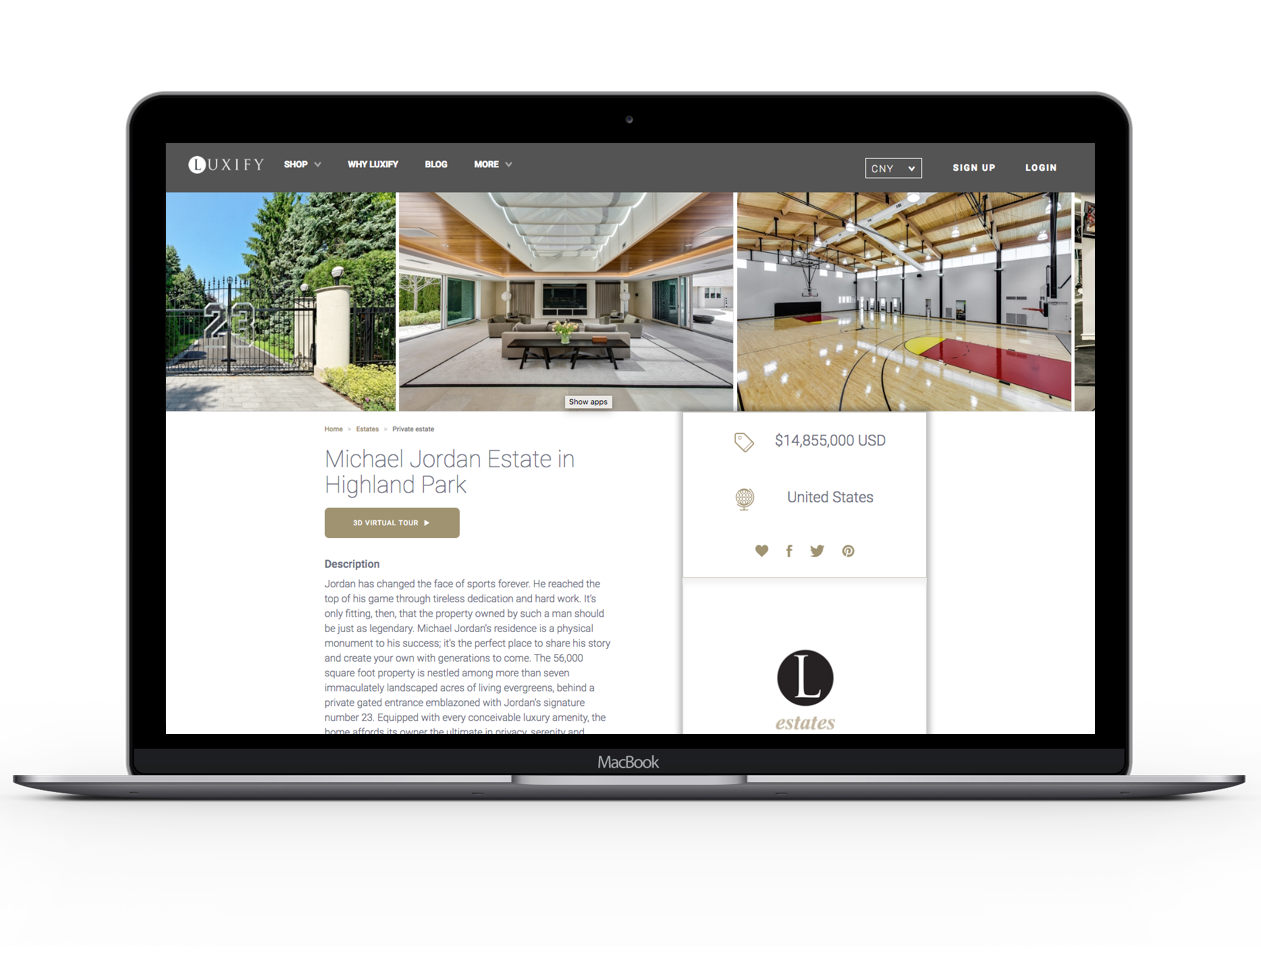 LUXIFY SHOP WHY LUXIFY BLOG MORE CNY SIGN UP LOGIN
23
Show apps
Home > Estates > Private estate
Michael Jordan Estate in
Highland Park
3D VIRTUAL TOUR
Description
Jordan has changed the face of sports forever. He reached the
top of his game through tireless dedication and hard work. It's
only fitting, then, that the property owned by such a man should
be just as legendary. Michael Jordan's residence is a physical
monument to his success; it's the perfect place to share his story
and create your own with generations to come. The 56,000
square foot property is nestled among more than seven
immaculately landscaped acres of living evergreens, behind a
private gated entrance emblazoned with Jordan's signature
number 23. Equipped with every conceivable luxury amenity, the
home affords its owner the ultimate in privacy, serenity and
$14,855,000 USD
United States
L
estates
MacBook